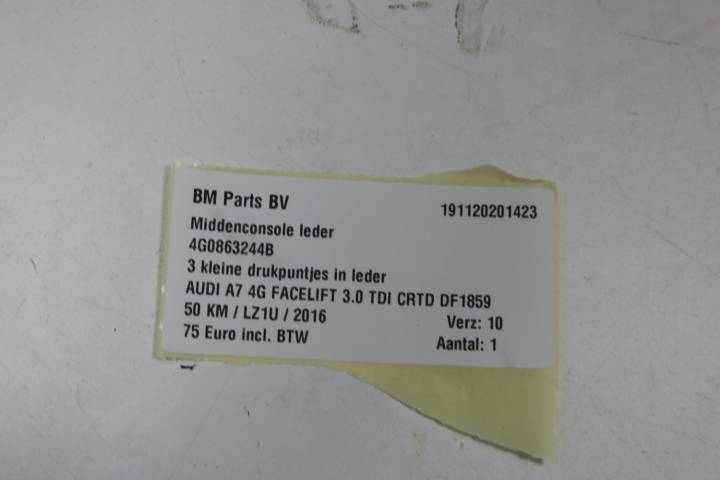 BM Parts BV 191120201423
Middenconsole leder
4G0863244B
3 kleine drukpuntjes in leder
AUDI A7 4G FACELIFT 3.0 TDI CRTD DF1859
50 KM / LZ1U / 2016 Verz: 10
75 Euro incl. BTW Aantal: 1